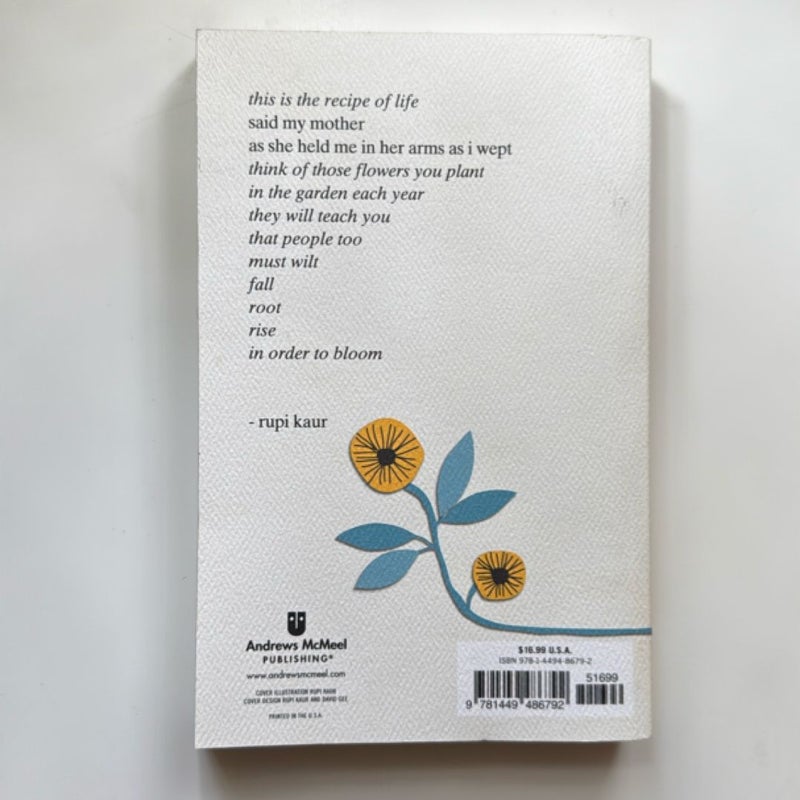 this is the recipe of life
said my mother
as she held me in her arms as i wept
think of those flowers you plant
in the garden each year
they will teach you
that people too
must wilt
fall
root
rise
in order to bloom
- rupi kaur
Andrews McMeel
PUBLISHING®
www.andrewsmcmeel.com
COVER ILLUSTRATION RUPI KAUR
COVER DESIGN RUPI KAUR AND DAVID GEE
PRINTED IN THE U.S.A.
$16.99 U.S.A.
ISBN 978-1-4494-8679-2
51699
9 781449 486792